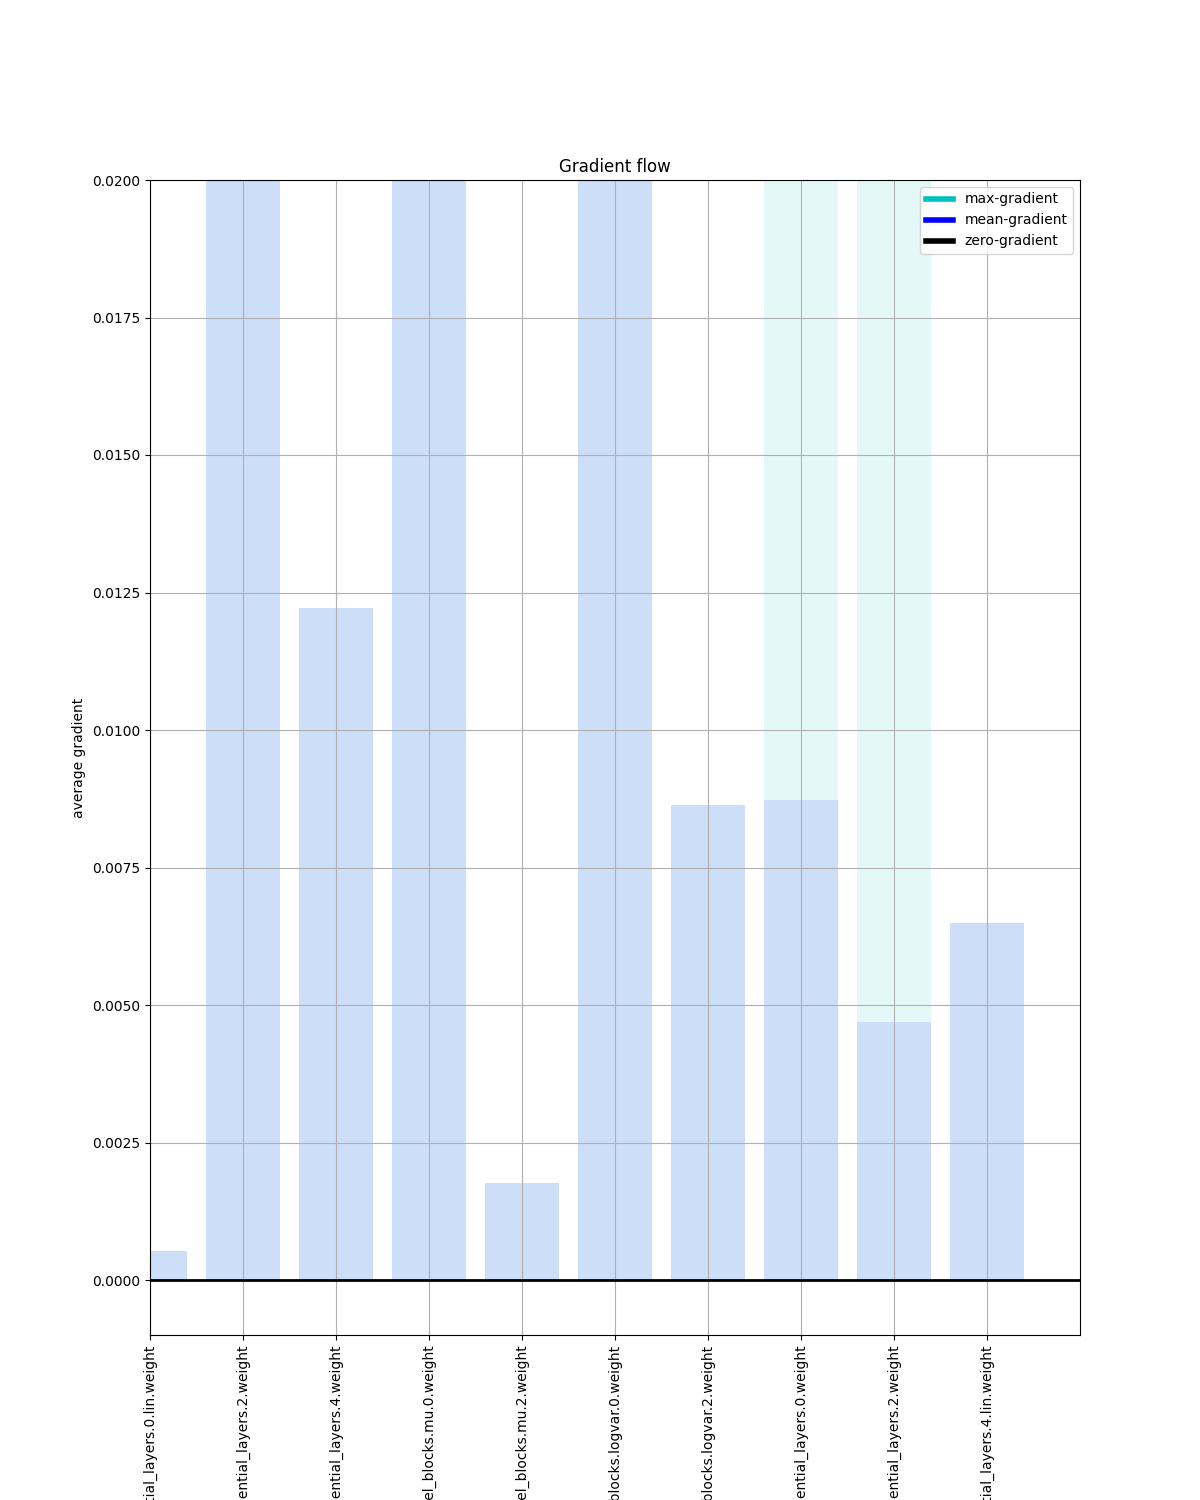 Gradient flow
max-gradient
mean-gradient
zero-gradient
0.0200
0.0175
0.0150
0.0125
0.0100
0.0075
0.0050
0.0025
0.0000
average gradient
tial_layers.0.lin.weight
ential_layers.2.weight
ential_layers.4.weight
el_blocks.mu.0.weight
el_blocks.mu.2.weight
blocks.logvar.0.weight
blocks.logvar.2.weight
ential_layers.0.weight
ential_layers.2.weight
tial_layers.4.lin.weight